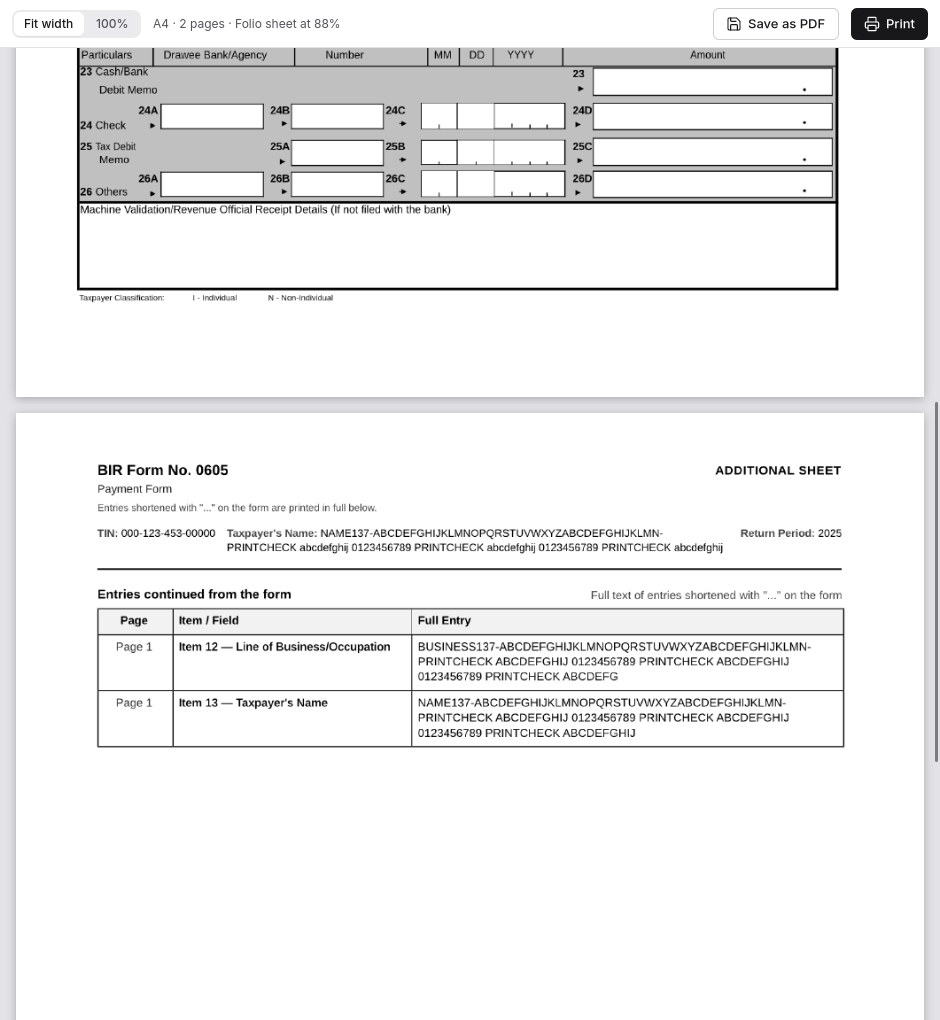 Fit width 100% A4 · 2 pages · Folio sheet at 88% Save as PDF Print
Particulars Drawee Bank/Agency Number MM DD YYYY Amount
23 Cash/Bank 23
Debit Memo
24A 24B 24C 24D
24 Check
25 Tax Debit 25A 25B 25C
Memo
26A 26B 26C 26D
26 Others
Machine Validation/Revenue Official Receipt Details (If not filed with the bank)
Taxpayer Classification: I - Individual N - Non-Individual
BIR Form No. 0605 ADDITIONAL SHEET
Payment Form
Entries shortened with "..." on the form are printed in full below.
TIN: 000-123-453-00000 Taxpayer's Name: NAME137-ABCDEFGHIJKLMNOPQRSTUVWXYZABCDEFGHIJKLMN- Return Period: 2025
PRINTCHECK abcdefghij 0123456789 PRINTCHECK abcdefghij 0123456789 PRINTCHECK abcdefghij
Entries continued from the form Full text of entries shortened with "..." on the form
Page Item / Field Full Entry
Page 1 Item 12 — Line of Business/Occupation BUSINESS137-ABCDEFGHIJKLMNOPQRSTUVWXYZABCDEFGHIJKLMN-
PRINTCHECK ABCDEFGHIJ 0123456789 PRINTCHECK ABCDEFGHIJ
0123456789 PRINTCHECK ABCDEFG
Page 1 Item 13 — Taxpayer's Name NAME137-ABCDEFGHIJKLMNOPQRSTUVWXYZABCDEFGHIJKLMN-
PRINTCHECK ABCDEFGHIJ 0123456789 PRINTCHECK ABCDEFGHIJ
0123456789 PRINTCHECK ABCDEFGHIJ